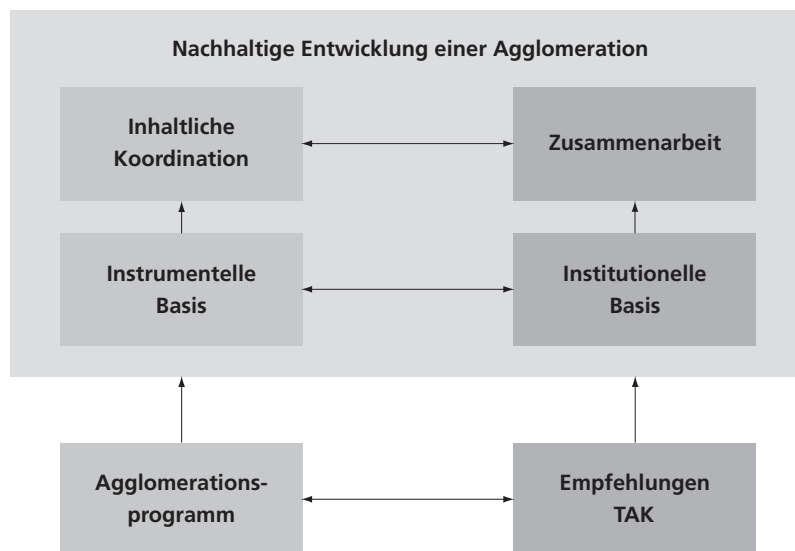 Nachhaltige Entwicklung einer Agglomeration
Inhaltliche
Koordination
Zusammenarbeit
Instrumentelle
Basis
Institutionelle
Basis
Agglomerations-
programm
Empfehlungen
TAK